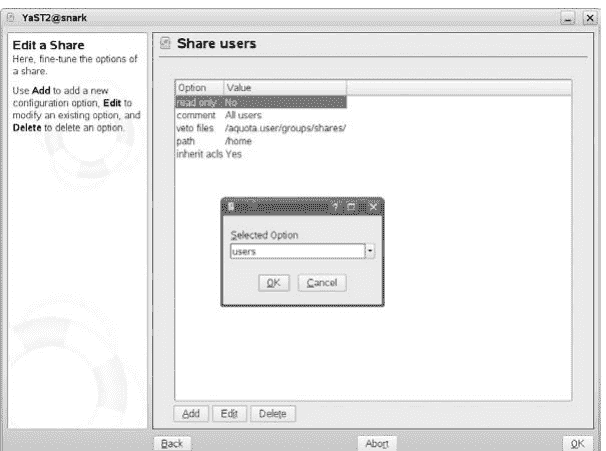 YaST2@snark
Edit a Share
Here, fine-tune the options of
a share.
Use Add to add a new
configuration option, Edit to
modify an existing option, and
Delete to delete an option.
Share users
Option Value
read only No
comment All users
veto files /aquota.user/groups/shares/
path /home
inherit acls Yes
Selected Option
users
OK Cancel
Add Edit Delete
Back Abort OK